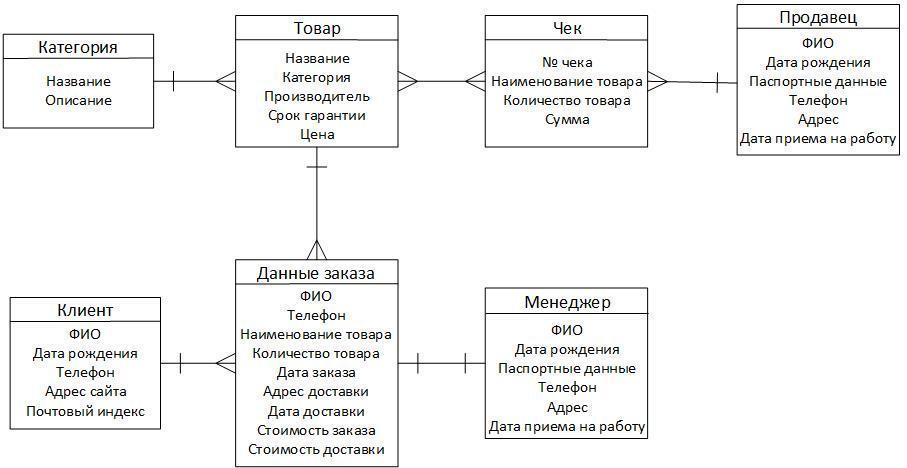 Категория
Название
Описание
Товар
Название
Категория
Производитель
Срок гарантии
Цена
Чек
№ чека
Наименование товара
Количество товара
Сумма
Продавец
ФИО
Дата рождения
Паспортные данные
Телефон
Адрес
Дата приема на работу
Клиент
ФИО
Дата рождения
Телефон
Адрес сайта
Почтовый индекс
Данные заказа
ФИО
Телефон
Наименование товара
Количество товара
Дата заказа
Адрес доставки
Дата доставки
Стоимость заказа
Стоимость доставки
Менеджер
ФИО
Дата рождения
Паспортные данные
Телефон
Адрес
Дата приема на работу